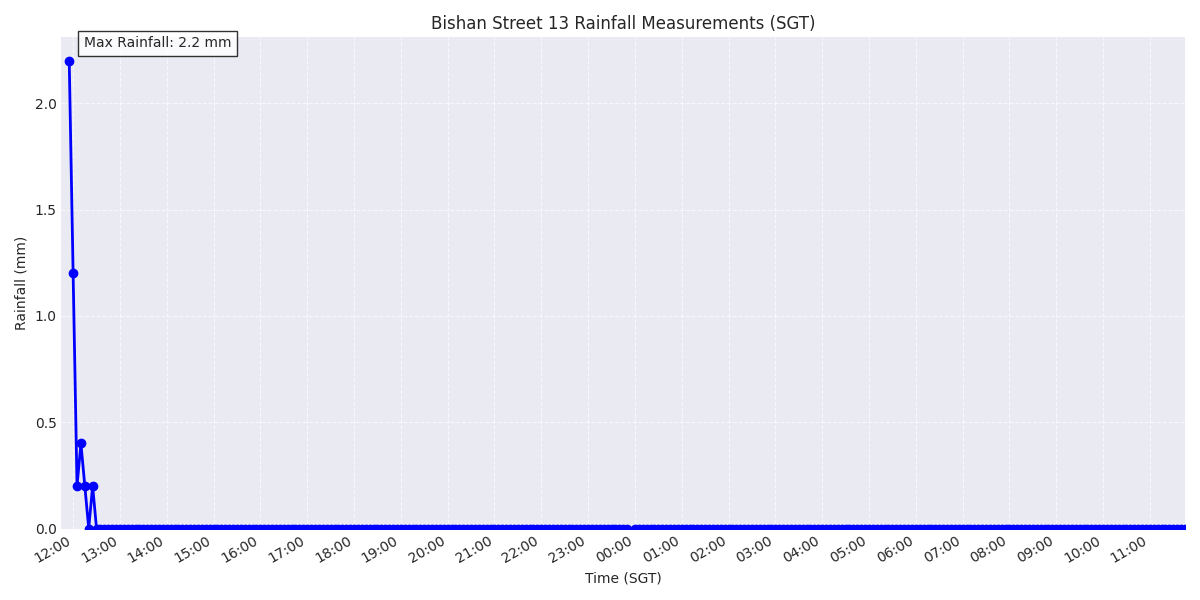 Bishan Street 13 Rainfall Measurements (SGT)
Max Rainfall: 2.2 mm
2.0
1.5
1.0
0.5
0.0
Rainfall (mm)
12:00 13:00 14:00 15:00 16:00 17:00 18:00 19:00 20:00 21:00 22:00 23:00 00:00 01:00 02:00 03:00 04:00 05:00 06:00 07:00 08:00 09:00 10:00 11:00
Time (SGT)